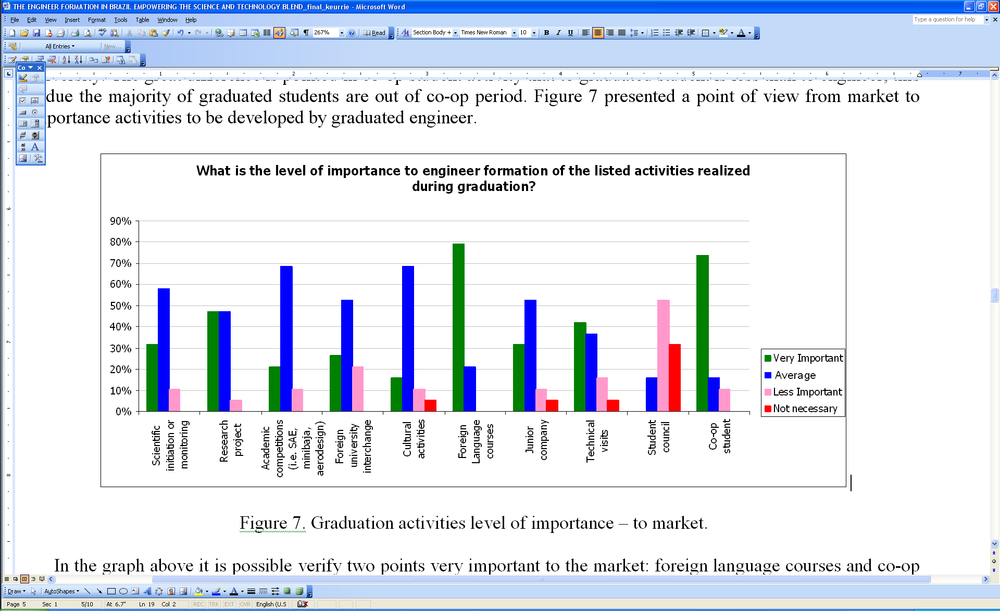 THE ENGINEER FORMATION IN BRAZIL EMPOWERING THE SCIENCE AND TECHNOLOGY BLEND_final_keurrie - Microsoft Word
File Edit View Insert Format Tools Table Window Help
Type a question for help
267% Read Section Body + Times New Roman 10 B I U
All Entries New...
Co
1 2 3 4 5 6 7
due the majority of graduated students are out of co-op period. Figure 7 presented a point of view from market to
portance activities to be developed by graduated engineer.
What is the level of importance to engineer formation of the listed activities realized
during graduation?
90%
80%
70%
60%
50%
40%
30%
20%
10%
0%
Scientific
initiation or
monitoring
Research
project
Academic
competitions
(i.e. SAE,
minibaja,
aerodesign)
Foreign
university
interchange
Cultural
activities
Foreign
Language
courses
Junior
company
Technical
visits
Student
council
Co-op
student
Very Important
Average
Less Important
Not necessary
Figure 7. Graduation activities level of importance – to market.
In the graph above it is possible verify two points very important to the market: foreign language courses and co-op
Draw AutoShapes
Page 5 Sec 1 5/10 At 6.7" Ln 19 Col 2 REC TRK EXT OVR English (U.S